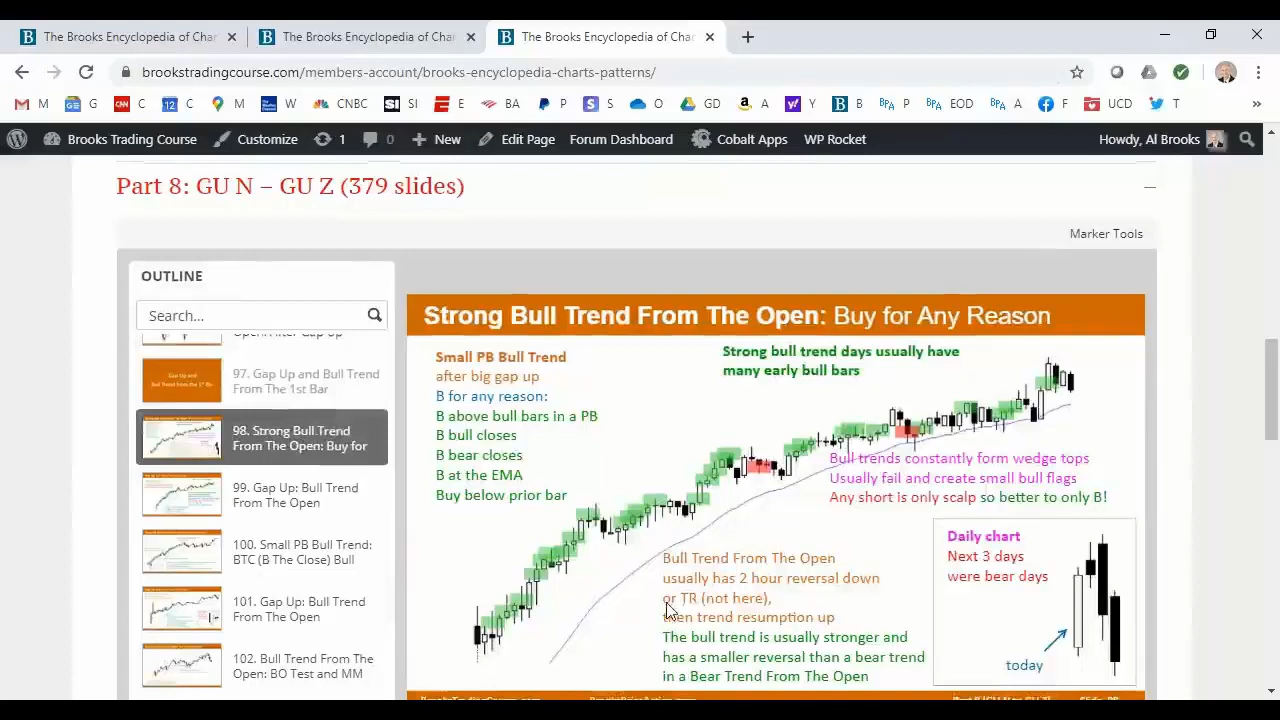 The Brooks Encyclopedia of Char
The Brooks Encyclopedia of Char
The Brooks Encyclopedia of Char
brookstradingcourse.com/members-account/brooks-encyclopedia-charts-patterns/
M G C C M W CNBC SI E BA P S O GD A Y B P EOD A F UCD T
Brooks Trading Course Customize 1 0 New Edit Page Forum Dashboard Cobalt Apps WP Rocket Howdy, Al Brooks
Part 8: GU N – GU Z (379 slides)
Marker Tools
OUTLINE
Search...
Open After Gap Up
97. Gap Up and Bull Trend
From The 1st Bar
98. Strong Bull Trend
From The Open: Buy for
99. Gap Up: Bull Trend
From The Open
100. Small PB Bull Trend:
BTC (B The Close) Bull
101. Gap Up: Bull Trend
From The Open
102. Bull Trend From The
Open: BO Test and MM
Strong Bull Trend From The Open: Buy for Any Reason
Small PB Bull Trend
after big gap up
B for any reason:
B above bull bars in a PB
B bull closes
B bear closes
B at the EMA
Buy below prior bar
Strong bull trend days usually have
many early bull bars
Bull trends constantly form wedge tops
Usually fail and create small bull flags
Any short is only scalp so better to only B!
Bull Trend From The Open
usually has 2 hour reversal down
or TR (not here),
then trend resumption up
The bull trend is usually stronger and
has a smaller reversal than a bear trend
in a Bear Trend From The Open
Daily chart
Next 3 days
were bear days
today